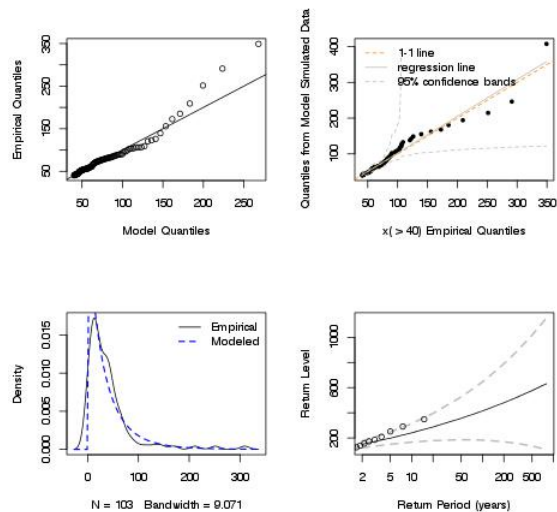 Empirical Quantiles
50
150
250
350
50
100
150
200
250
Model Quantiles
Quantiles from Model Simulated Data
100
200
300
400
1-1 line
regression line
95% confidence bands
50
100
150
200
250
300
350
x( > 40) Empirical Quantiles
Density
0.000
0.005
0.010
0.015
Empirical
Modeled
0
100
200
300
N = 103 Bandwidth = 9.071
Return Level
200
600
1000
2
5
10
50
200
500
Return Period (years)